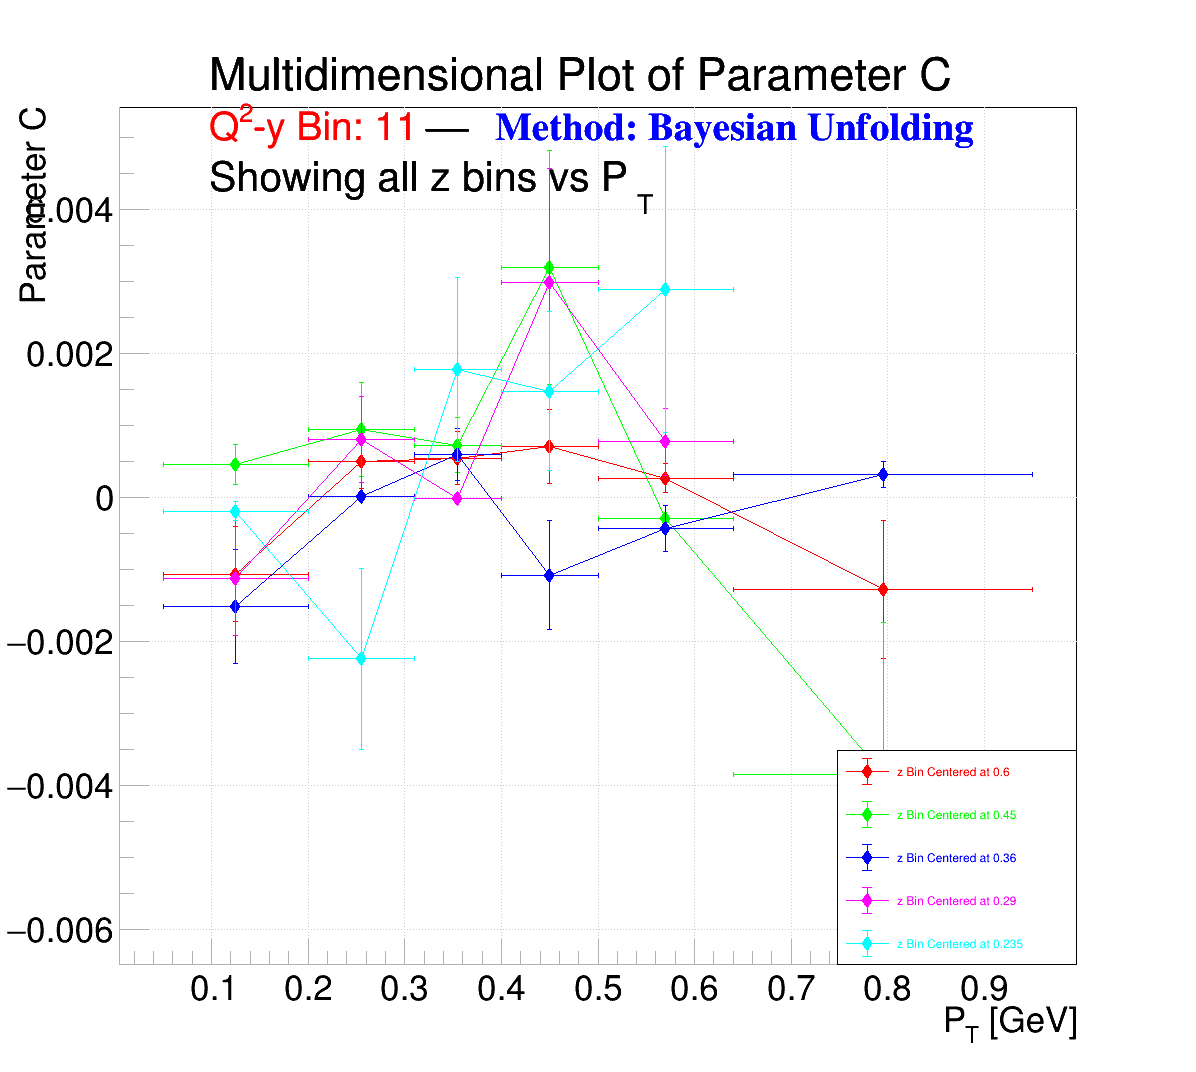 Multidimensional Plot of Parameter C
Q²-y Bin: 11 — Method: Bayesian Unfolding
Showing all z bins vs P_T
Parameter C
0.004
0.002
0
−0.002
−0.004
−0.006
z Bin Centered at 0.6
z Bin Centered at 0.45
z Bin Centered at 0.36
z Bin Centered at 0.29
z Bin Centered at 0.235
0.1 0.2 0.3 0.4 0.5 0.6 0.7 0.8 0.9
P_T [GeV]